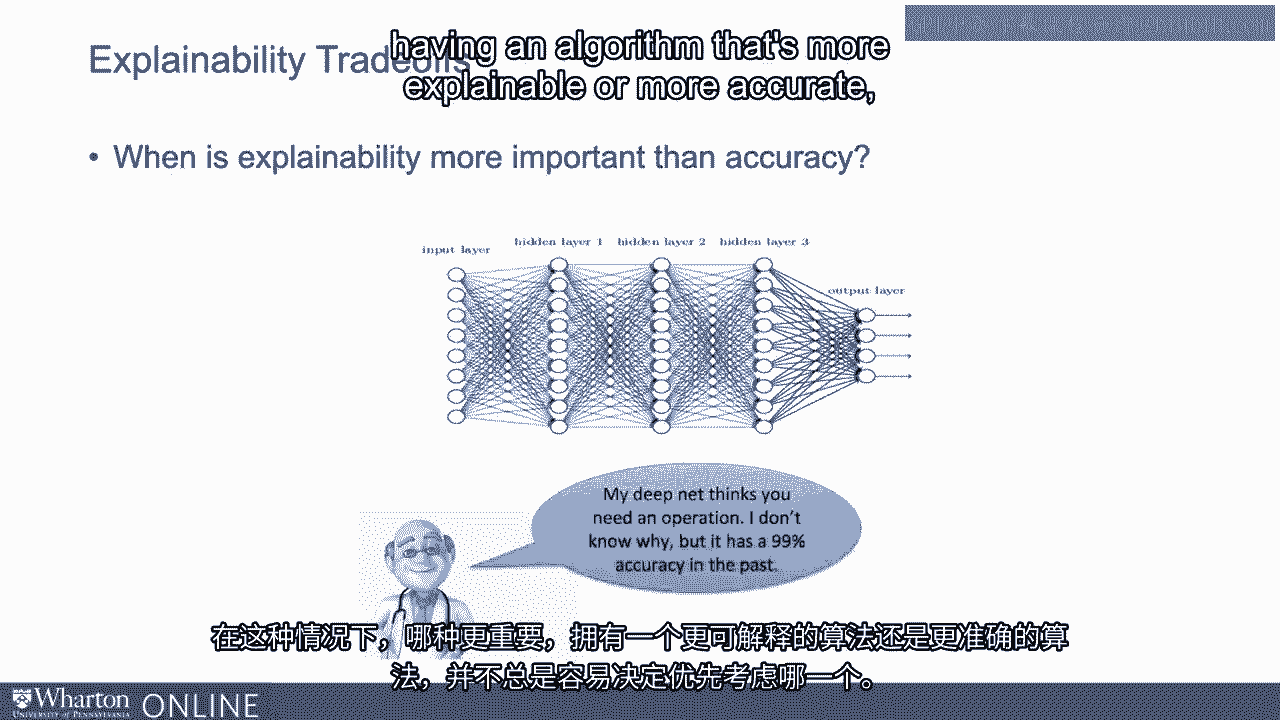 having an algorithm that's more
explainable or more accurate,
Explainability Tradeoffs
• When is explainability more important than accuracy?
input layer
hidden layer 1
hidden layer 2
hidden layer 3
output layer
My deep net thinks you
need an operation. I don't
know why, but it has a 99%
accuracy in the past.
在这种情况下，哪种更重要，拥有一个更可解释的算法还是更准确的算
法，并不总是容易决定优先考虑哪一个。
Wharton ONLINE
UNIVERSITY of PENNSYLVANIA